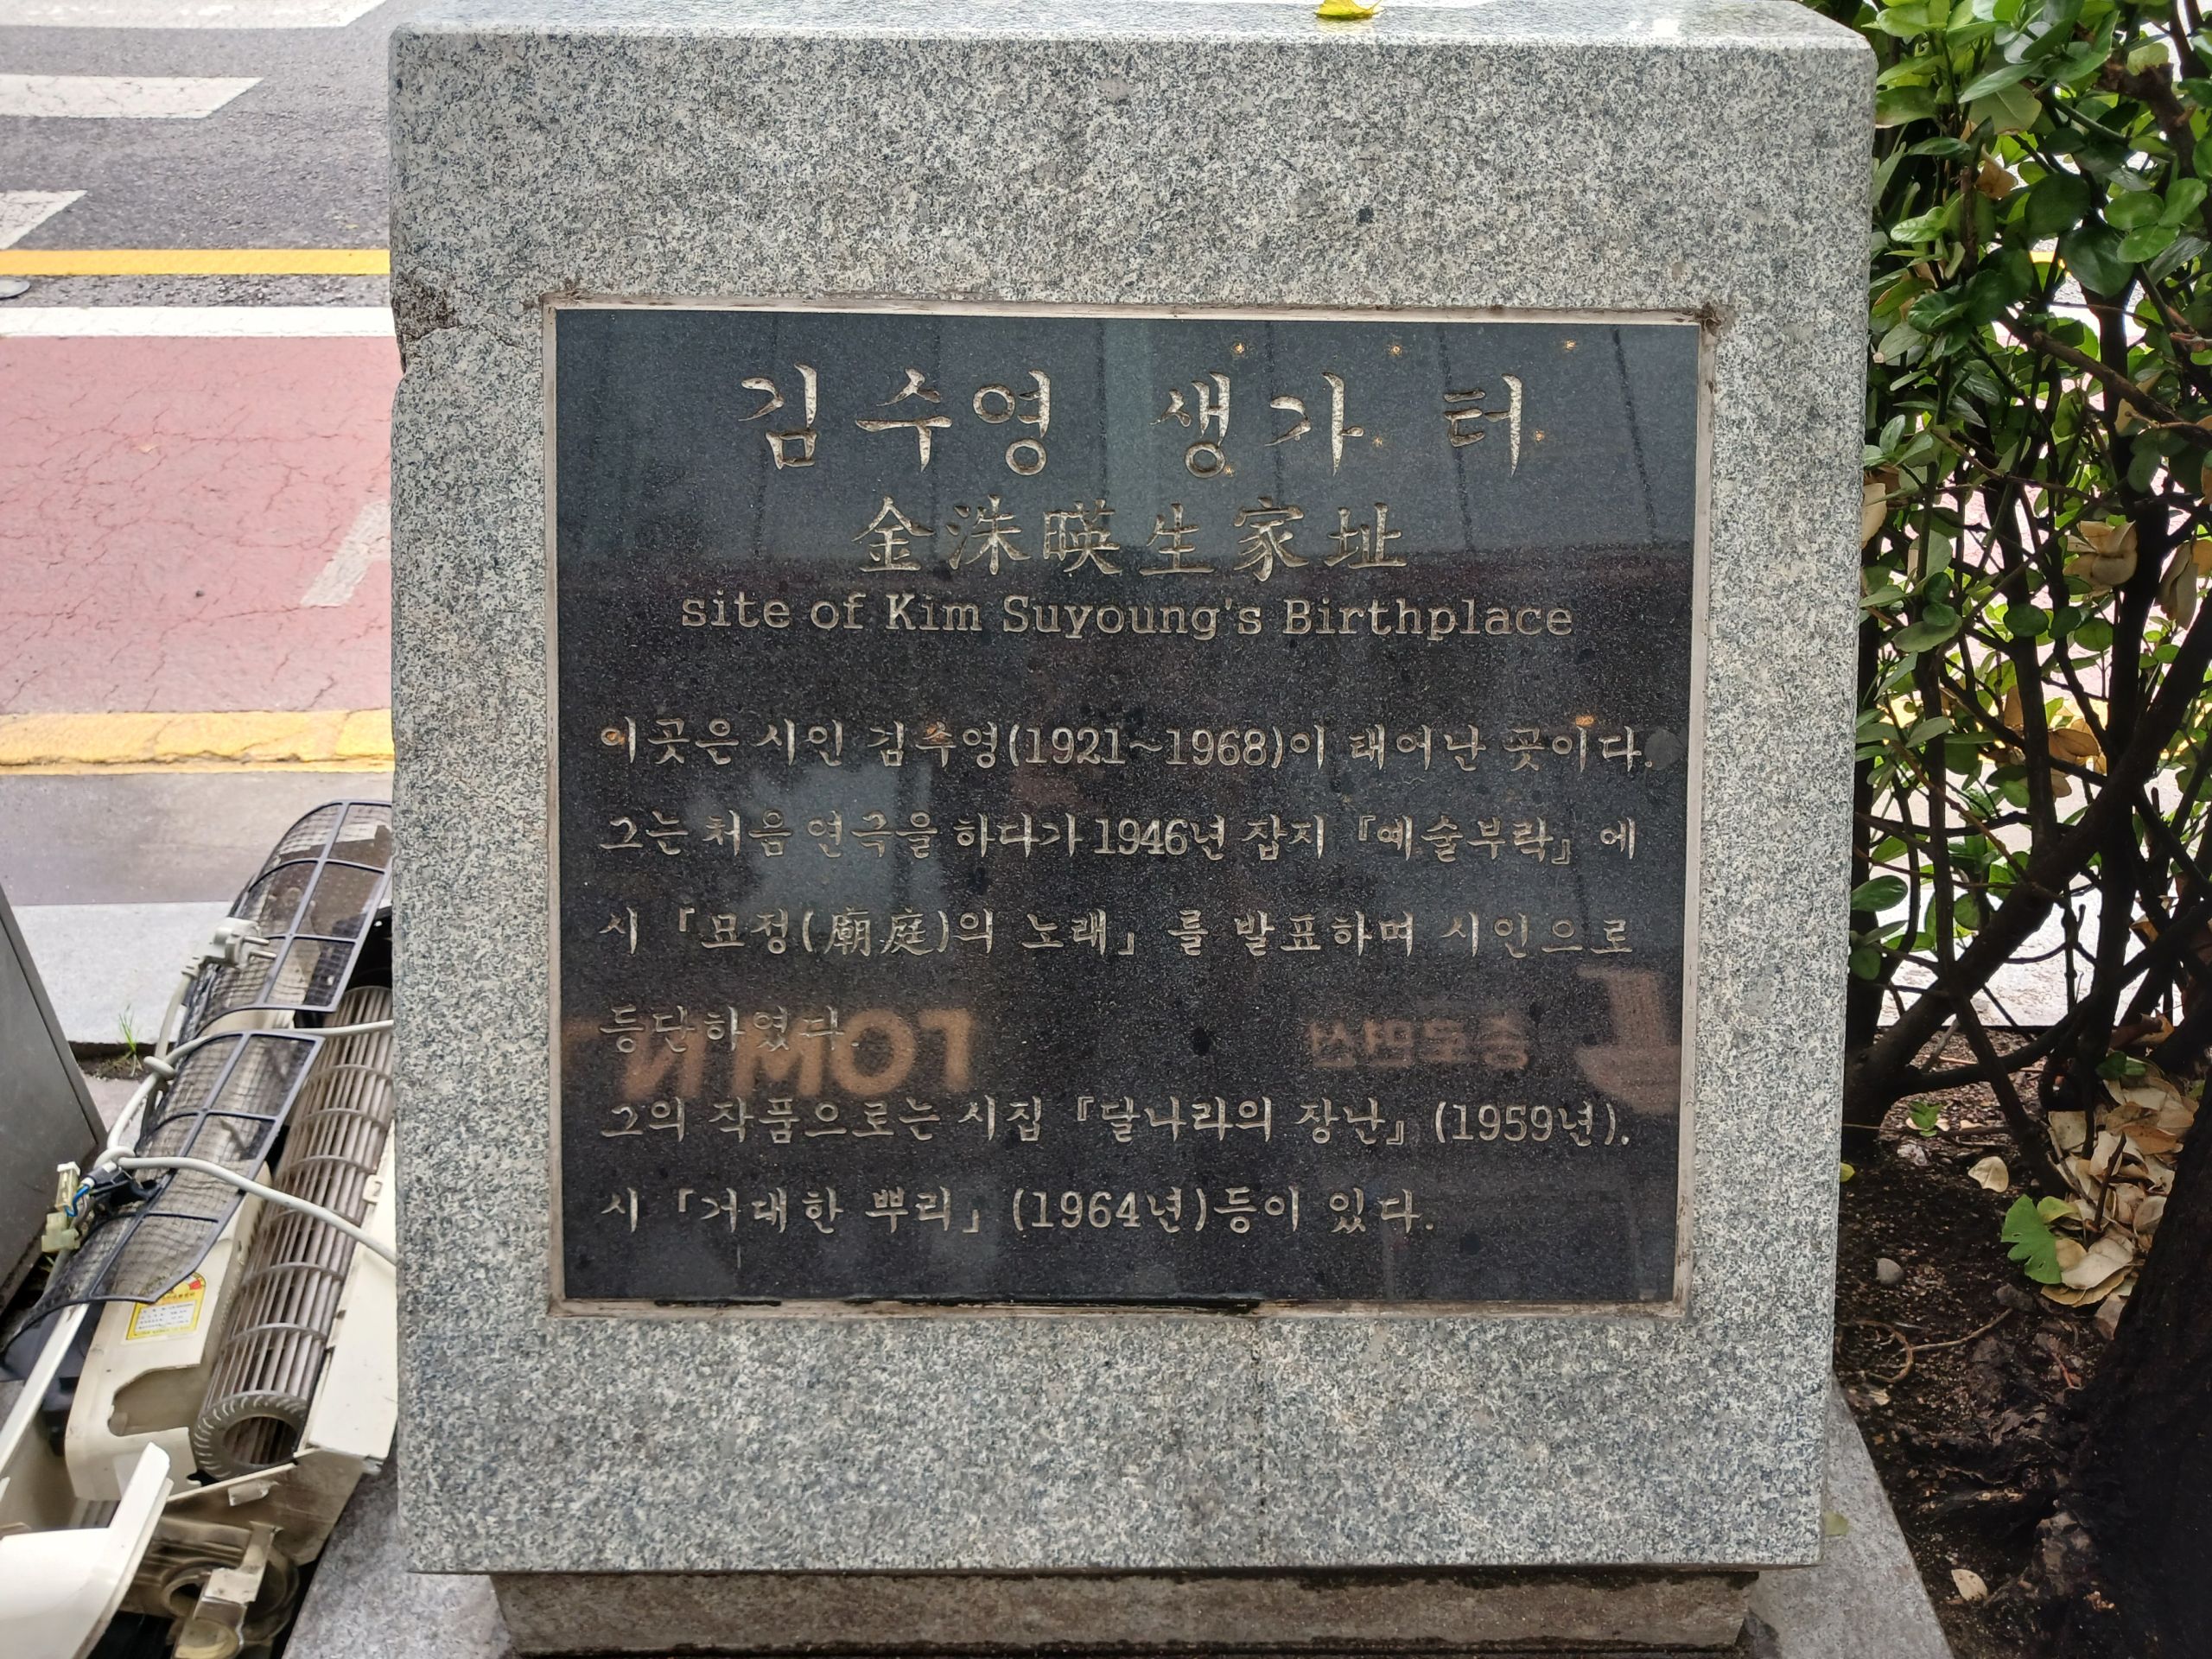 김수영 생가 터
金洙暎生家址
site of Kim Suyoung's Birthplace
이곳은 시인 김수영(1921~1968)이 태어난 곳이다.
그는 처음 연극을 하다가 1946년 잡지 『예술부락』에
시 「묘정(廟庭)의 노래」를 발표하며 시인으로
등단하였다.
그의 작품으로는 시집 『달나라의 장난』(1959년).
시 「거대한 뿌리」(1964년)등이 있다.